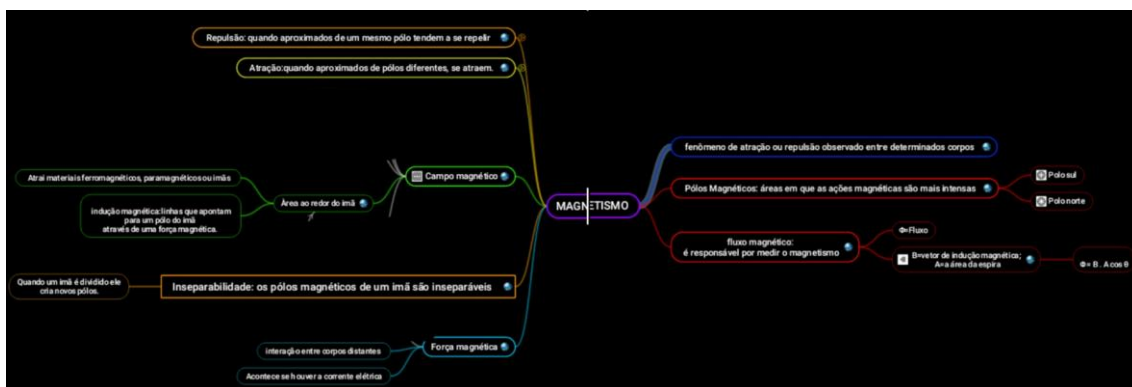 Repulsão: quando aproximados de um mesmo pólo tendem a se repelir
Atração:quando aproximados de pólos diferentes, se atraem.
Campo magnético
Área ao redor do imã
Atrai materiais ferromagnéticos, paramagnéticos ou imãs
indução magnética:linhas que apontam
para um pólo do imã
através de uma força magnética.
Inseparabilidade: os pólos magnéticos de um imã são inseparáveis
Quando um imã é dividido ele
cria novos pólos.
Força magnética
interação entre corpos distantes
Acontece se houver a corrente elétrica
MAGNETISMO
fenômeno de atração ou repulsão observado entre determinados corpos
Pólos Magnéticos: áreas em que as ações magnéticas são mais intensas
Polo sul
Polo norte
fluxo magnético:
é responsável por medir o magnetismo
Φ=Fluxo
B=vetor de indução magnética;
A=a área da espira
Φ= B . A cos θ